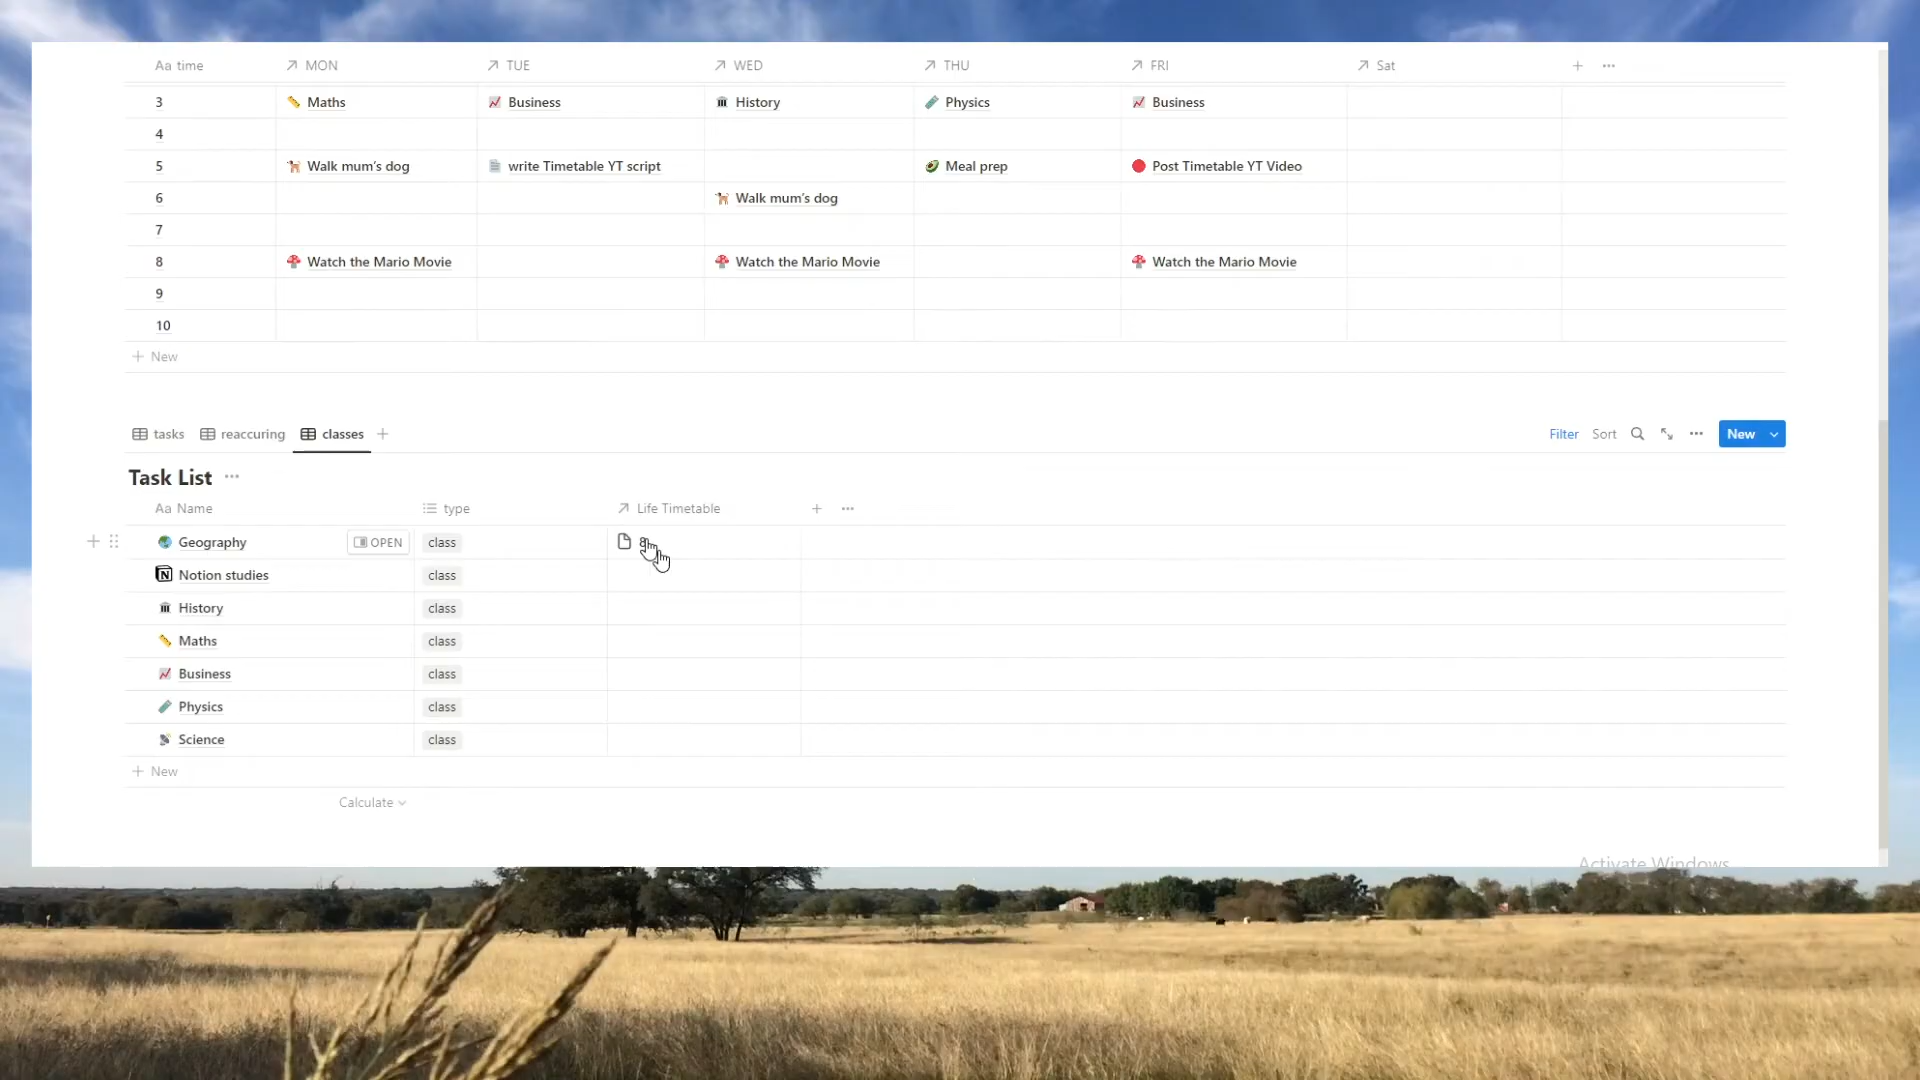 Aa time MON TUE WED THU FRI Sat
3 Maths Business History Physics Business
4
5 Walk mum's dog write Timetable YT script Meal prep Post Timetable YT Video
6 Walk mum's dog
7
8 Watch the Mario Movie Watch the Mario Movie Watch the Mario Movie
9
10
+ New
tasks reaccuring classes + Filter Sort New
Task List
Aa Name type Life Timetable
Geography OPEN class
Notion studies class
History class
Maths class
Business class
Physics class
Science class
+ New
Calculate
Activate Windows